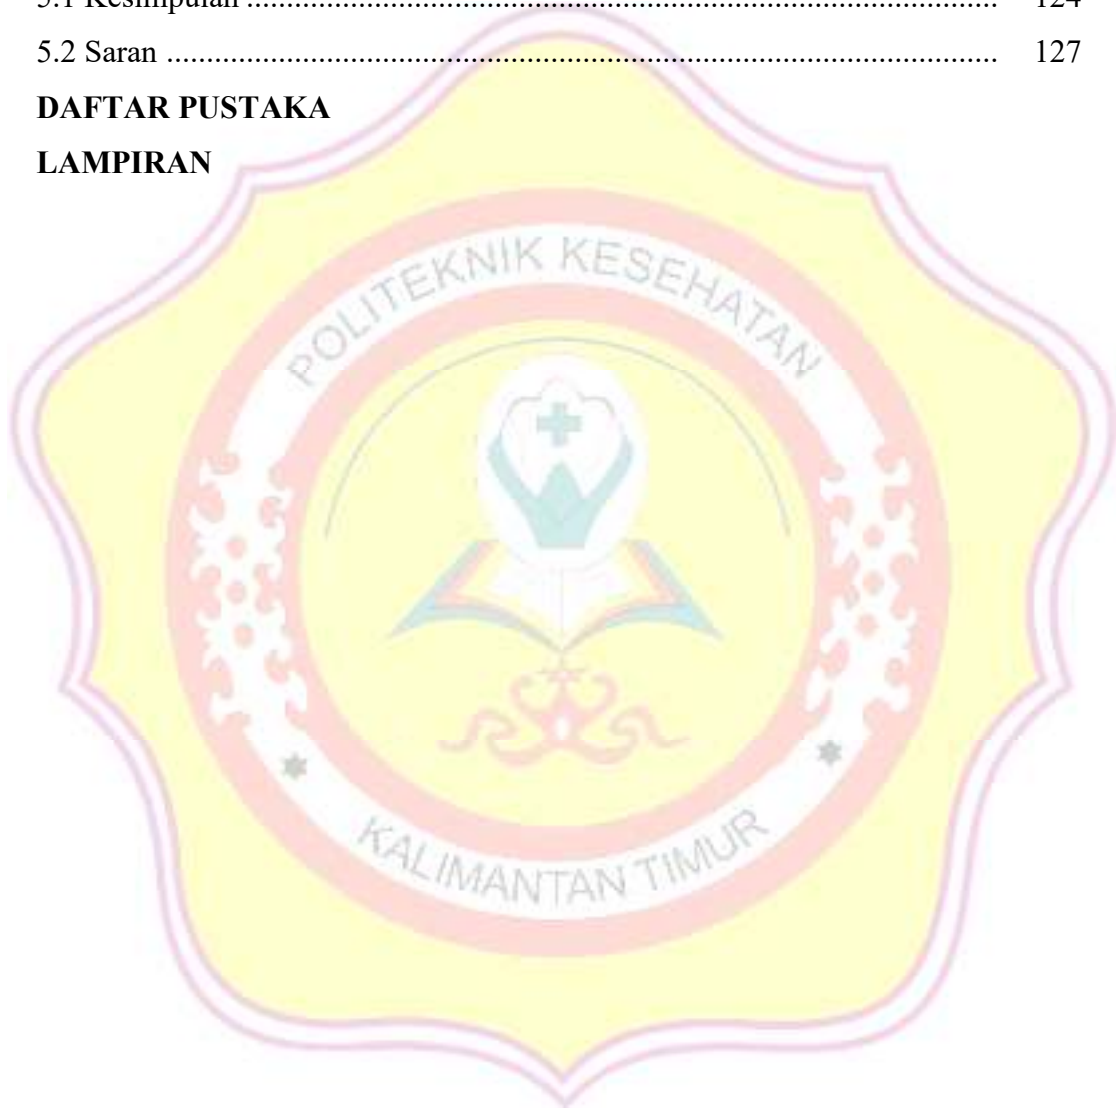 5.1 Kesimpulan ........................................................................................... 124
5.2 Saran ..................................................................................................... 127
DAFTAR PUSTAKA
LAMPIRAN
POLITEKNIK KESEHATAN
KALIMANTAN TIMUR